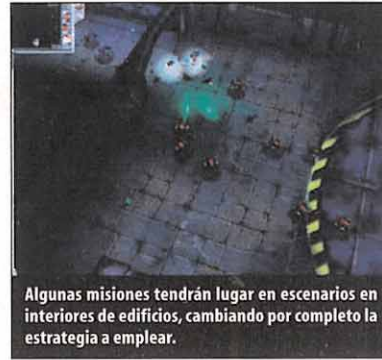 Algunas misiones tendrán lugar en escenarios en
interiores de edificios, cambiando por completo la
estrategia a emplear.